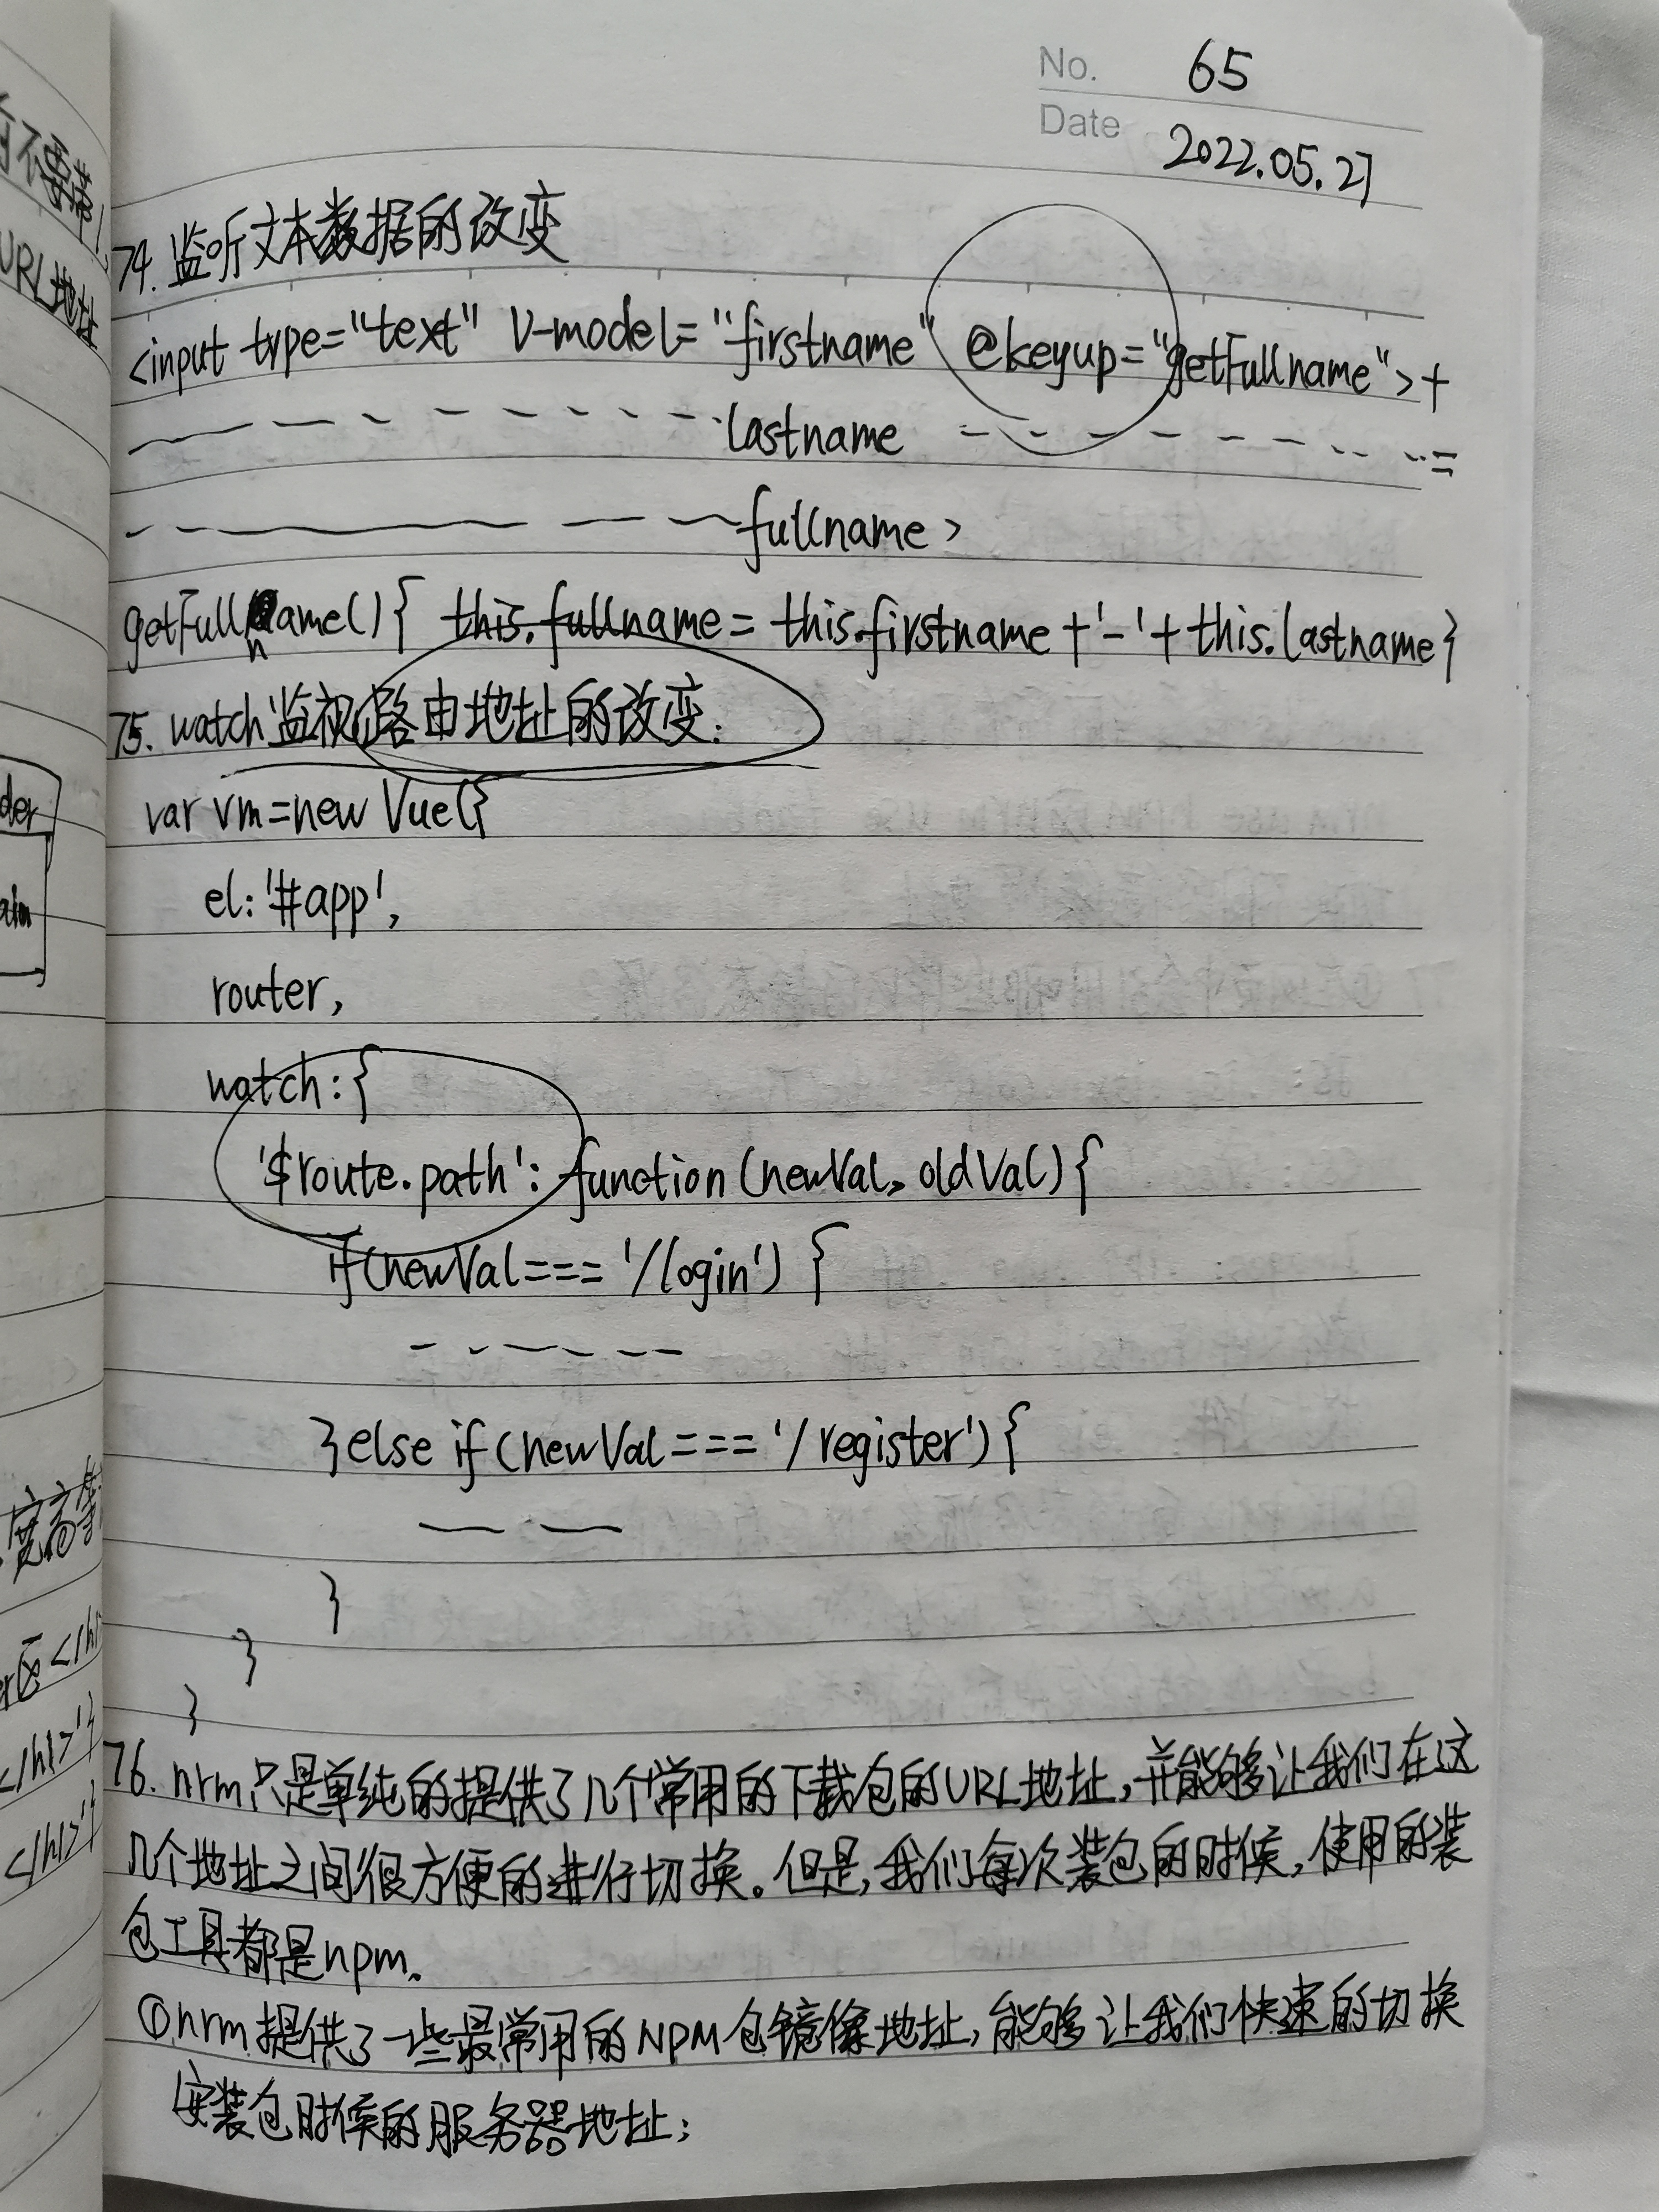 No. 65
Date 2022.05.27
74. 监听文本数据的改变
<input type="text" v-model="firstname" @keyup="getFullname">+
lastname =
fullname >
getFullname(){ this.fullname = this.firstname +'-'+ this.lastname}
75. watch监视路由地址的改变:
var vm=new Vue({
el:'#app',
router,
watch:{
'$route.path': function(newVal, oldVal){
if(newVal=== '/login') {
}else if(newVal=== '/register'){
}
}
}
76. nrm只是单纯的提供了几个常用的下载包的URL地址,并能够让我们在这
几个地址之间很方便的进行切换。但是,我们每次装包的时候,使用的装
包工具都是npm.
①nrm提供了一些最常用的NPM包镜像地址,能够让我们快速的切换
安装包时候的服务器地址;
不要带
URL地址
der
ain
宽高等
区</h1
</h1>'}
</h1>'}